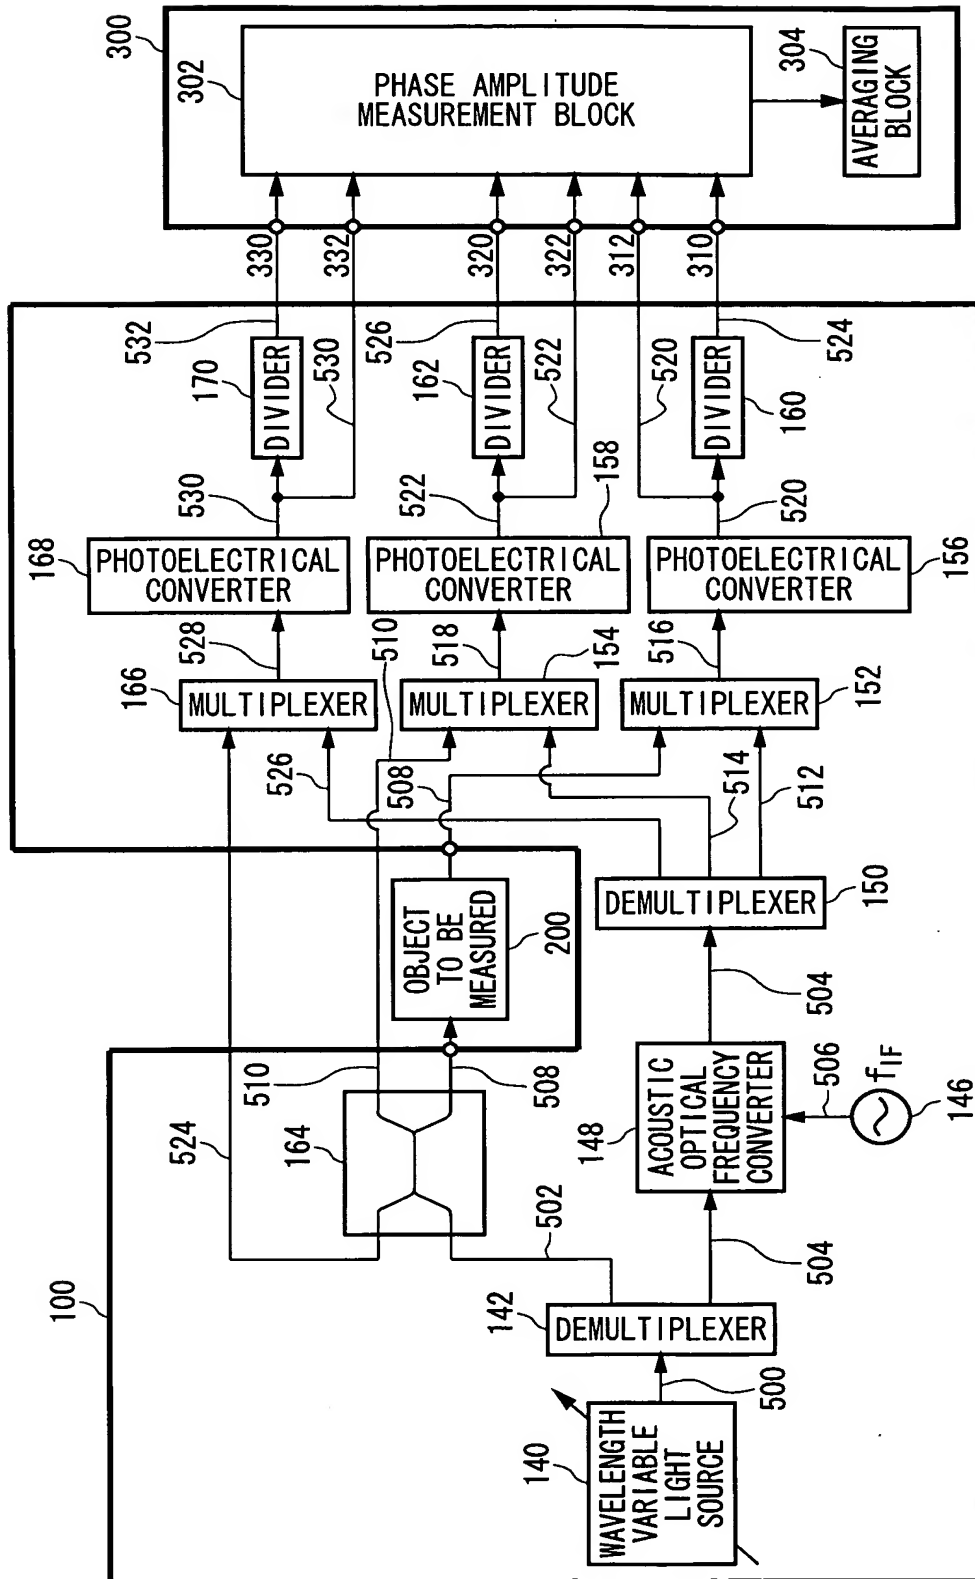 100
WAVELENGTH
VARIABLE
LIGHT
SOURCE
140
500
DEMULTIPLEXER
142
502
504
524
164
510
508
ACOUSTIC
OPTICAL
FREQUENCY
CONVERTER
148
506
fIF
146
504
OBJECT
TO BE
MEASURED
200
DEMULTIPLEXER
150
526
510
508
514
512
MULTIPLEXER
166
MULTIPLEXER
154
MULTIPLEXER
152
528
518
516
PHOTOELECTRICAL
CONVERTER
168
PHOTOELECTRICAL
CONVERTER
158
PHOTOELECTRICAL
CONVERTER
156
530
522
520
DIVIDER
170
530
DIVIDER
162
522
520
DIVIDER
160
532
526
524
330
332
320
322
312
310
300
302
PHASE AMPLITUDE
MEASUREMENT BLOCK
304
AVERAGING
BLOCK